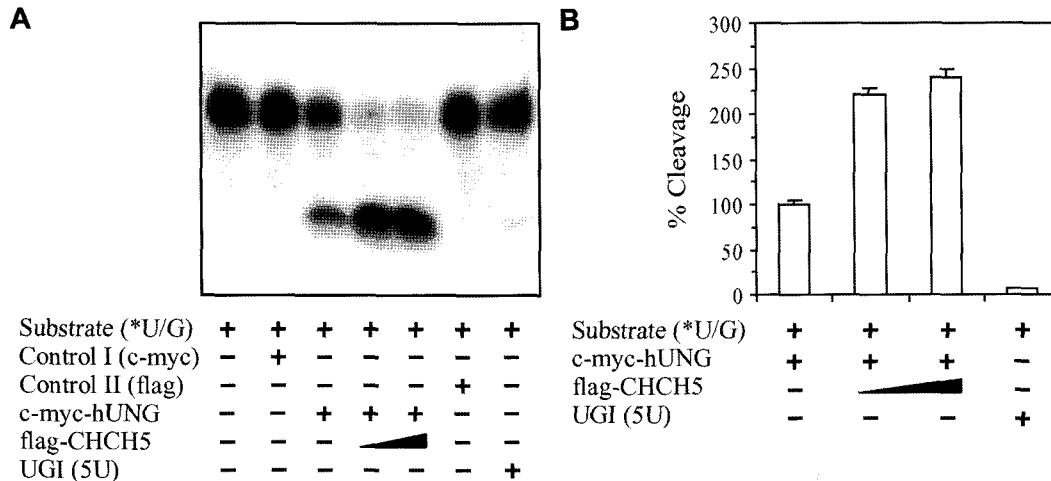 A
Substrate (*U/G) + + + + + + +
Control I (c-myc) − + − − − − −
Control II (flag) − − − − − + −
c-myc-hUNG − − + + + − −
flag-CHCH5 − − − − −
UGI (5U) − − − − − − +
B
% Cleavage
300
250
200
150
100
50
0
Substrate (*U/G) + + + +
c-myc-hUNG + + + −
flag-CHCH5 − −
UGI (5U) − − − +